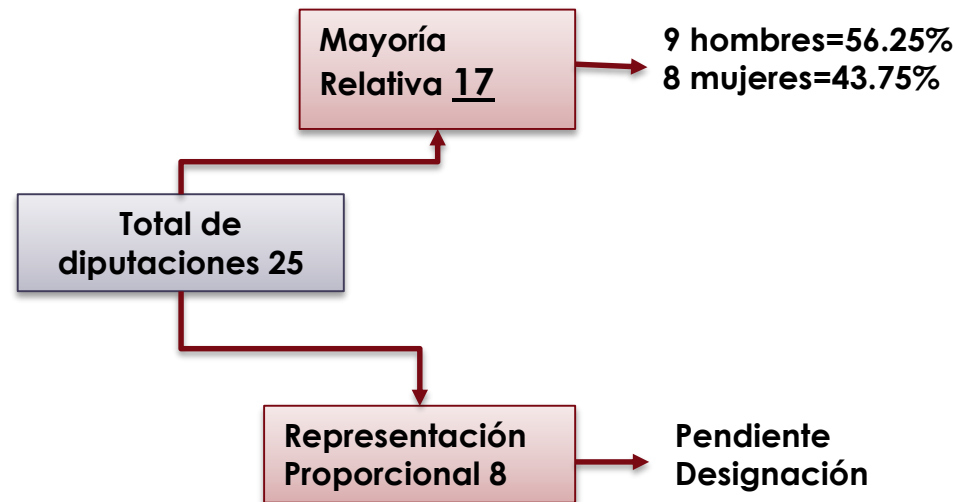 Mayoría
Relativa 17
9 hombres=56.25%
8 mujeres=43.75%
Total de
diputaciones 25
Representación
Proporcional 8
Pendiente
Designación